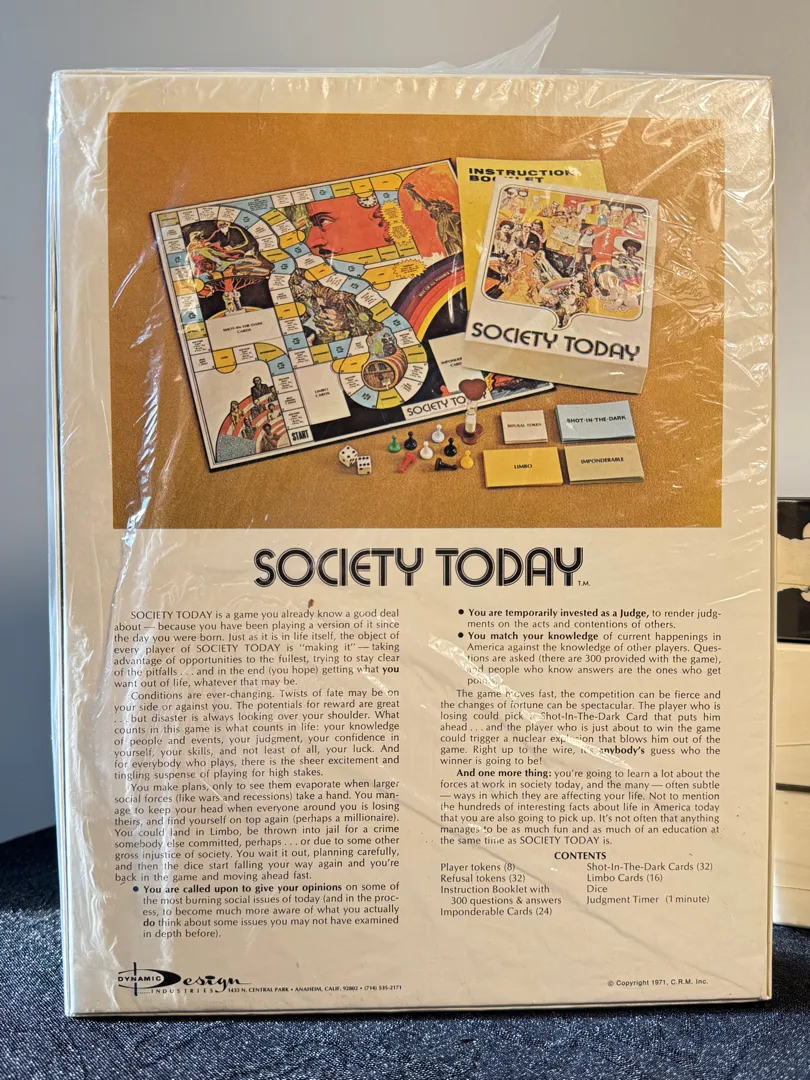 INSTRUCTION
SOCIETY TODAY
SHOT-IN-THE-DARK
CARDS
LIMBO
CARDS
START
SOCIETY TO
REFUSAL TOKEN
SHOT-IN-THE-DARK
LIMBO
IMPONDERABLE
SOCIETY TODAY T.M.
SOCIETY TODAY is a game you already know a good deal
about — because you have been playing a version of it since
the day you were born. Just as it is in life itself, the object of
every player of SOCIETY TODAY is "making it" — taking
advantage of opportunities to the fullest, trying to stay clear
of the pitfalls . . . and in the end (you hope) getting what you
want out of life, whatever that may be.
Conditions are ever-changing. Twists of fate may be on
your side or against you. The potentials for reward are great
. . . but disaster is always looking over your shoulder. What
counts in this game is what counts in life: your knowledge
of people and events, your judgment, your confidence in
yourself, your skills, and not least of all, your luck. And
for everybody who plays, there is the sheer excitement and
tingling suspense of playing for high stakes.
You make plans, only to see them evaporate when larger
social forces (like wars and recessions) take a hand. You man-
age to keep your head when everyone around you is losing
theirs, and find yourself on top again (perhaps a millionaire).
You could land in Limbo, be thrown into jail for a crime
somebody else committed, perhaps . . . or due to some other
gross injustice of society. You wait it out, planning carefully,
and then the dice start falling your way again and you're
back in the game and moving ahead fast.
● You are called upon to give your opinions on some of
the most burning social issues of today (and in the proc-
ess, to become much more aware of what you actually
do think about some issues you may not have examined
in depth before).
● You are temporarily invested as a Judge, to render judg-
ments on the acts and contentions of others.
● You match your knowledge of current happenings in
America against the knowledge of other players. Ques-
tions are asked (there are 300 provided with the game),
and people who know answers are the ones who get
The game moves fast, the competition can be fierce and
the changes of fortune can be spectacular. The player who is
losing could pick a Shot-In-The-Dark Card that puts him
ahead . . . and the player who is just about to win the game
could trigger a nuclear explosion that blows him out of the
game. Right up to the wire, it's anybody's guess who the
winner is going to be!
And one more thing: you're going to learn a lot about the
forces at work in society today, and the many — often subtle
— ways in which they are affecting your life. Not to mention
the hundreds of interesting facts about life in America today
that you are also going to pick up. It's not often that anything
manages to be as much fun and as much of an education at
the same time as SOCIETY TODAY is.
CONTENTS
Player tokens (8)
Refusal tokens (32)
Instruction Booklet with
300 questions & answers
Imponderable Cards (24)
Shot-In-The-Dark Cards (32)
Limbo Cards (16)
Dice
Judgment Timer (1 minute)
DYNAMIC Design
INDUSTRIES 1433 N. CENTRAL PARK • ANAHEIM, CALIF. 92802 • (714) 535-2171
© Copyright 1971, C.R.M. Inc.